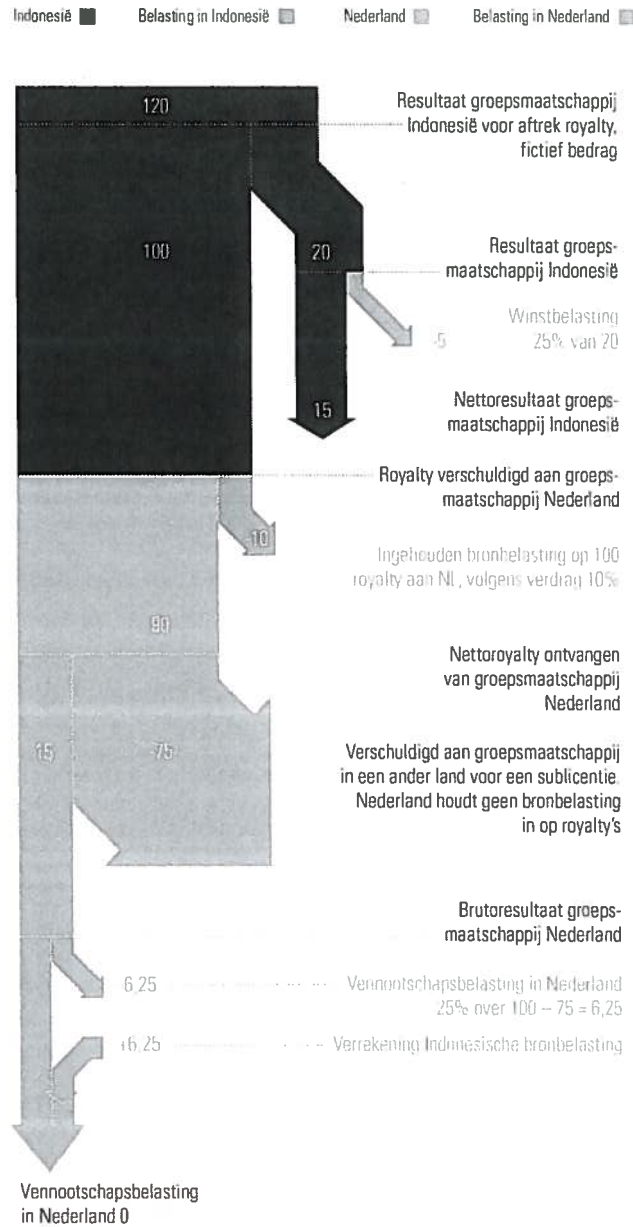 Indonesië Belasting in Indonesië Nederland Belasting in Nederland
120
Resultaat groepsmaatschappij
Indonesië voor aftrek royalty,
fictief bedrag
100
20
Resultaat groeps-
maatschappij Indonesië
-5
Winstbelasting
25% van 20
15
Nettoresultaat groeps-
maatschappij Indonesië
Royalty verschuldigd aan groeps-
maatschappij Nederland
10
Ingehouden bronbelasting op 100
royalty aan NL, volgens verdrag 10%
90
Nettoroyalty ontvangen
van groepsmaatschappij
Nederland
15
-75
Verschuldigd aan groepsmaatschappij
in een ander land voor een sublicentie.
Nederland houdt geen bronbelasting
in op royalty's
Brutoresultaat groeps-
maatschappij Nederland
6,25
Vennootschapsbelasting in Nederland
25% over 100 – 75 = 6,25
+6,25
Verrekening Indonesische bronbelasting
Vennootschapsbelasting
in Nederland 0